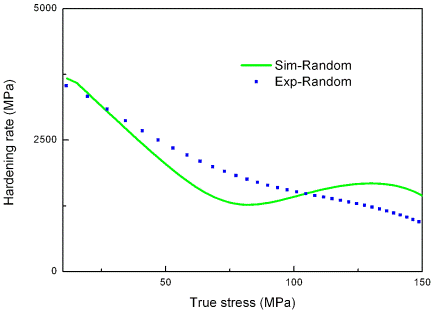 5000
Sim-Random
Exp-Random
Hardening rate (MPa)
2500
0
50
100
150
True stress (MPa)